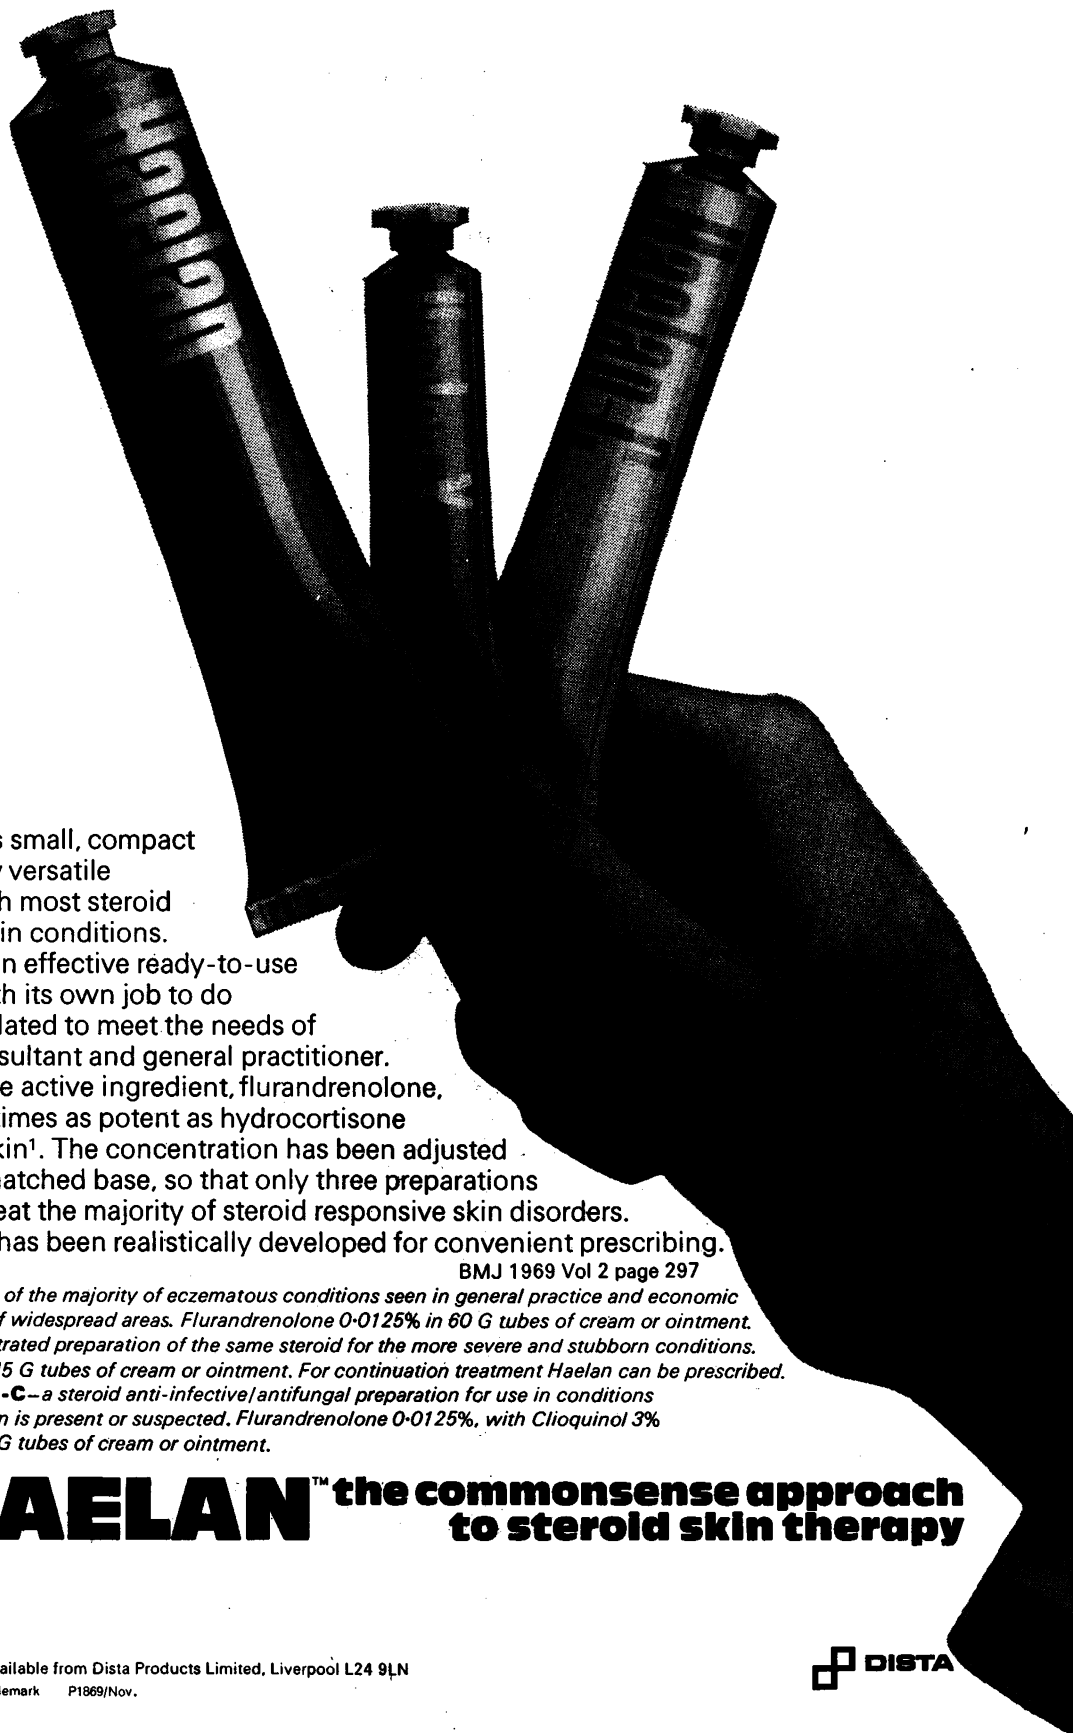 Haelan
Haelan
X
Haelan-C
s small, compact
y versatile
h most steroid
in conditions.
n effective ready-to-use
th its own job to do
lated to meet the needs of
sultant and general practitioner.
e active ingredient, flurandrenolone,
times as potent as hydrocortisone
kin¹. The concentration has been adjusted
atched base, so that only three preparations
eat the majority of steroid responsive skin disorders.
has been realistically developed for convenient prescribing.
BMJ 1969 Vol 2 page 297
of the majority of eczematous conditions seen in general practice and economic
f widespread areas. Flurandrenolone 0·0125% in 60 G tubes of cream or ointment.
trated preparation of the same steroid for the more severe and stubborn conditions.
15 G tubes of cream or ointment. For continuation treatment Haelan can be prescribed.
-C–a steroid anti-infective/antifungal preparation for use in conditions
n is present or suspected. Flurandrenolone 0·0125%, with Clioquinol 3%
G tubes of cream or ointment.
AELAN™ the commonsense approach
to steroid skin therapy
ailable from Dista Products Limited, Liverpool L24 9LN
lemark P1869/Nov.
DISTA